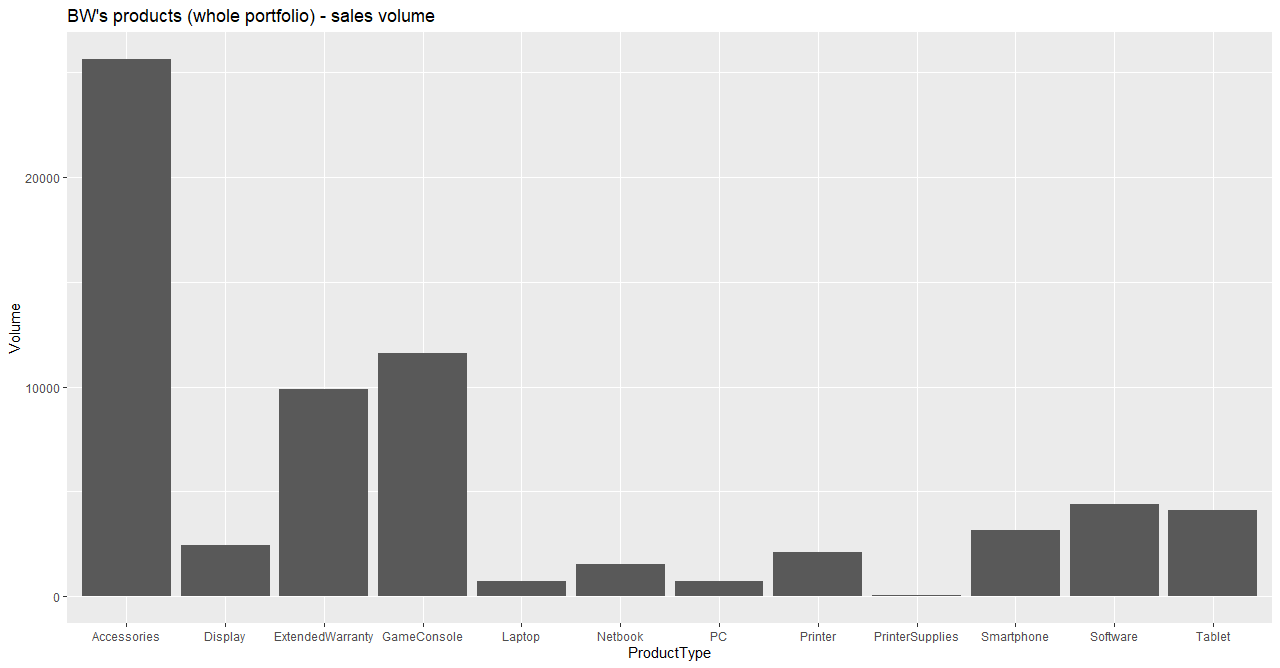 BW's products (whole portfolio) - sales volume
Volume
20000
10000
0
Accessories Display ExtendedWarranty GameConsole Laptop Netbook PC Printer PrinterSupplies Smartphone Software Tablet
ProductType